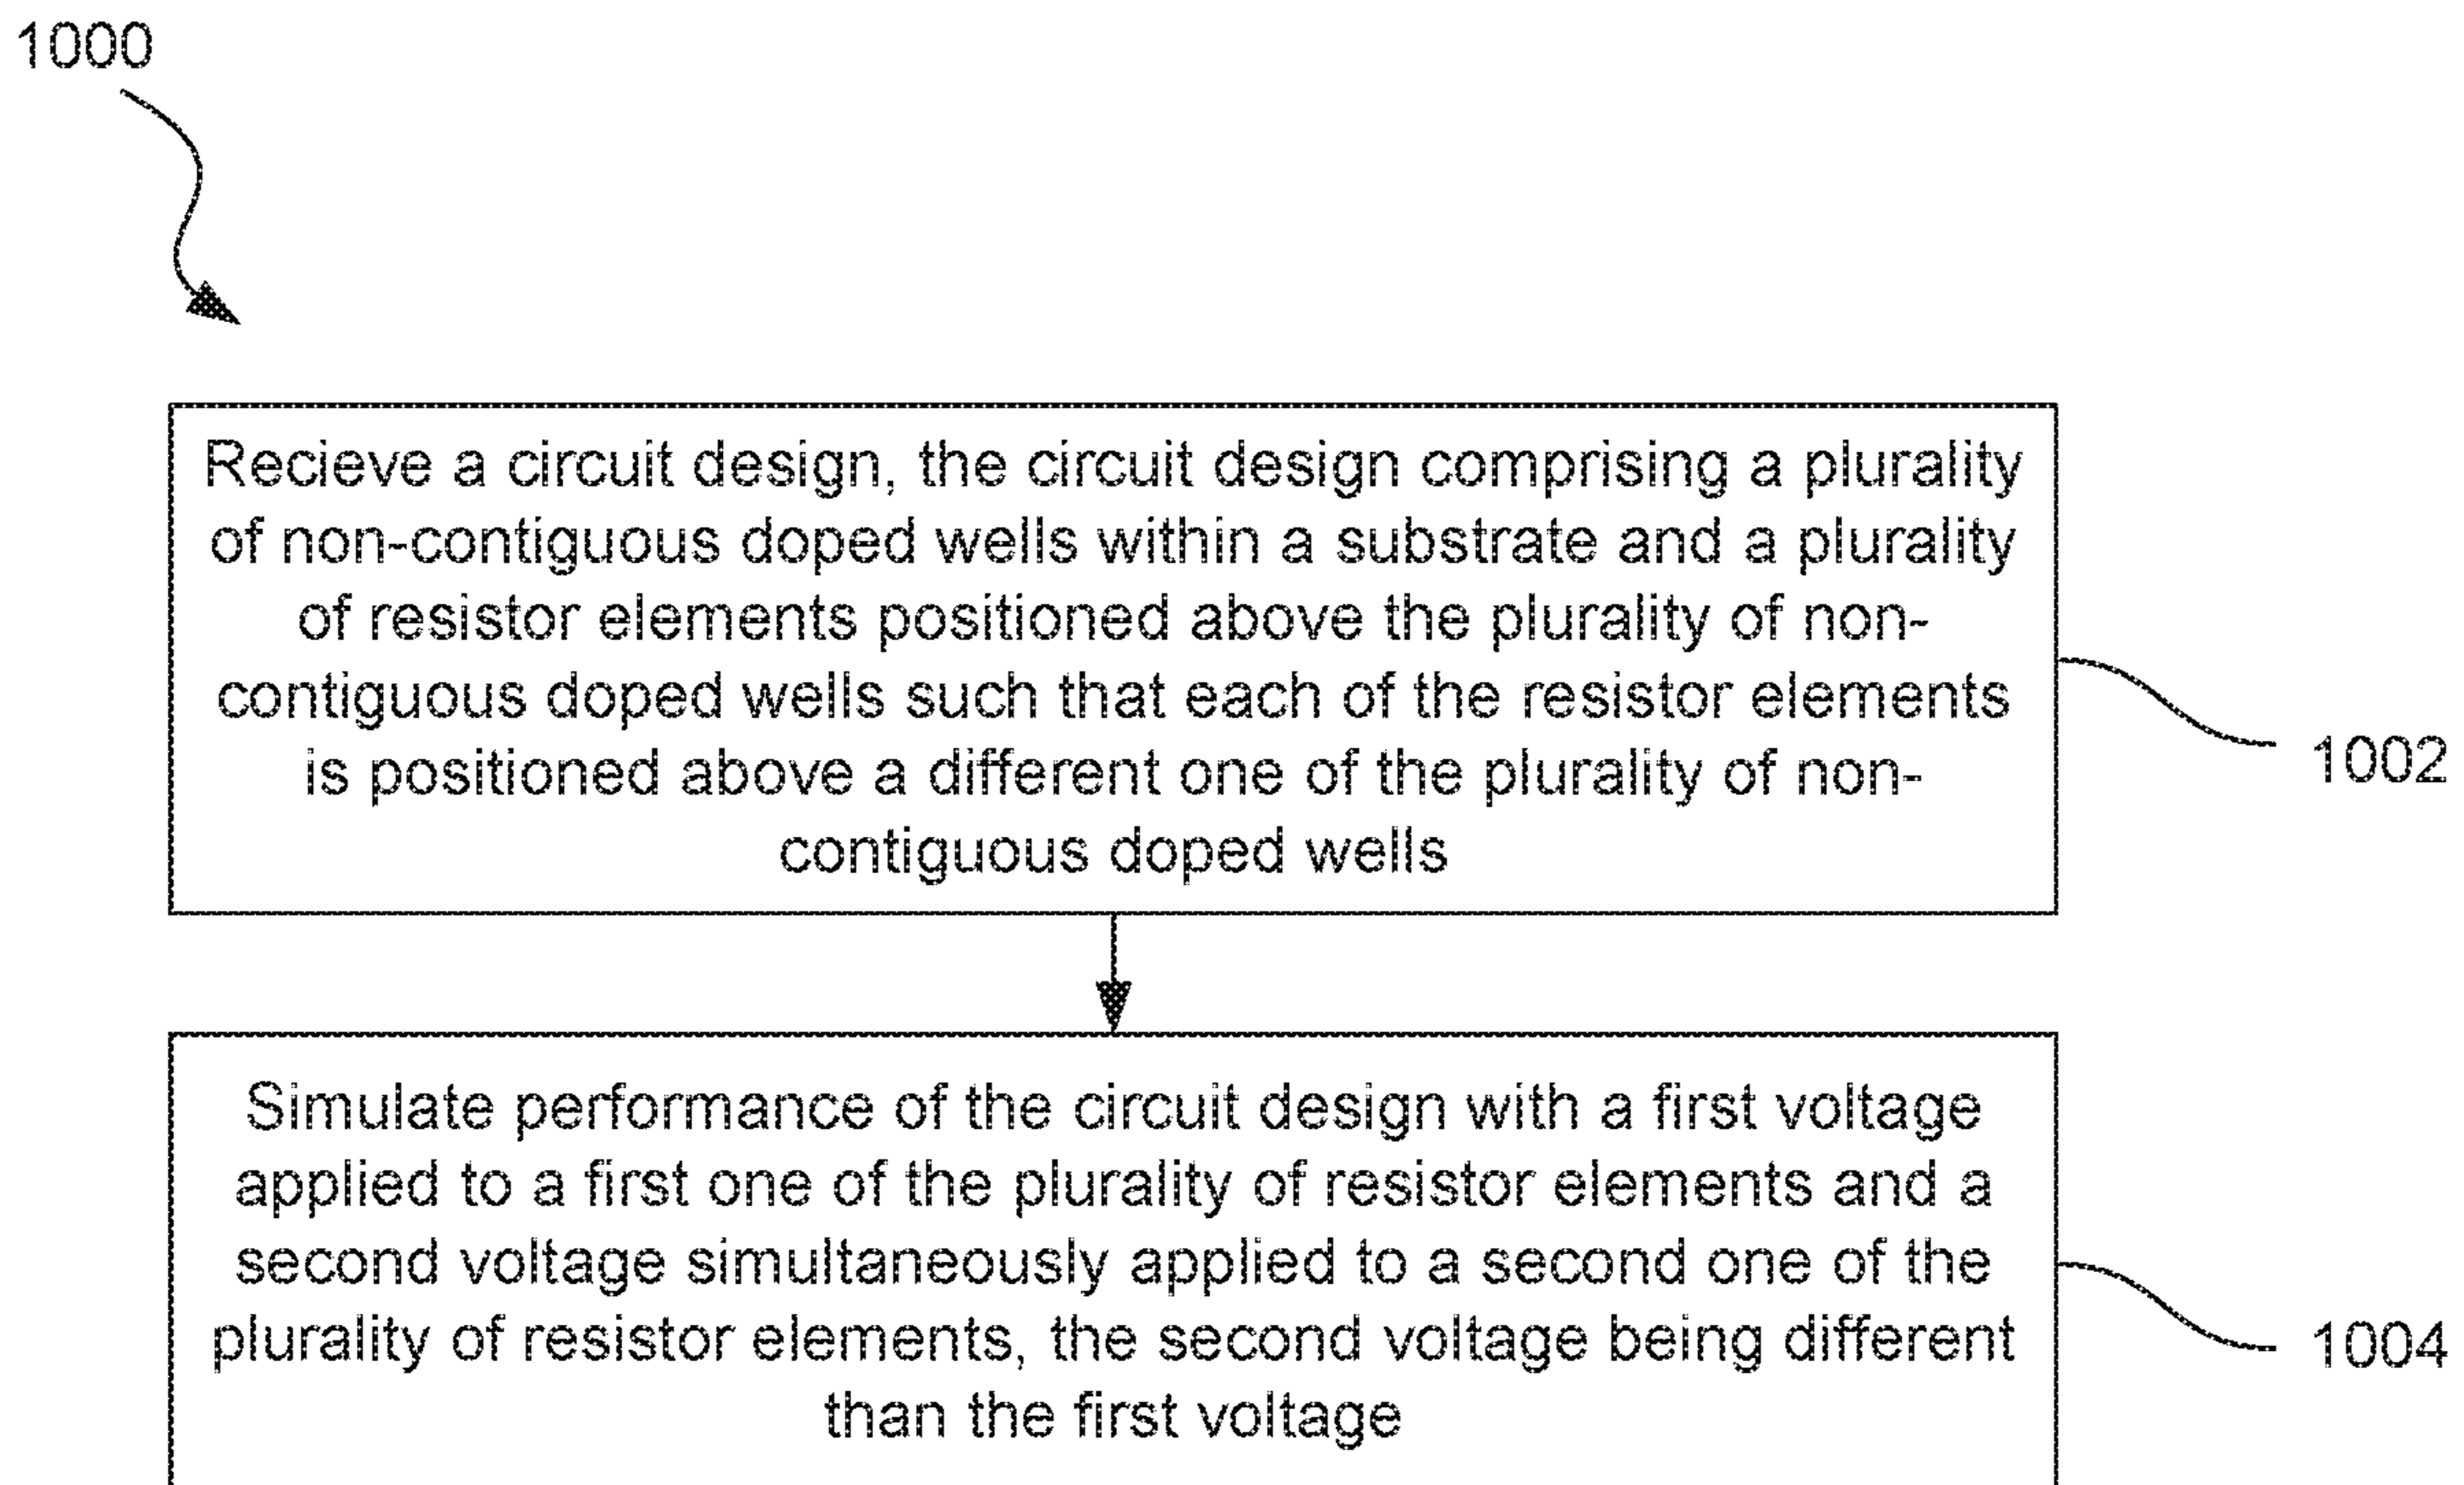 1000
Recieve a circuit design, the circuit design comprising a plurality
of non-contiguous doped wells within a substrate and a plurality
of resistor elements positioned above the plurality of non-
contiguous doped wells such that each of the resistor elements
is positioned above a different one of the plurality of non-
contiguous doped wells
1002
Simulate performance of the circuit design with a first voltage
applied to a first one of the plurality of resistor elements and a
second voltage simultaneously applied to a second one of the
plurality of resistor elements, the second voltage being different
than the first voltage
1004